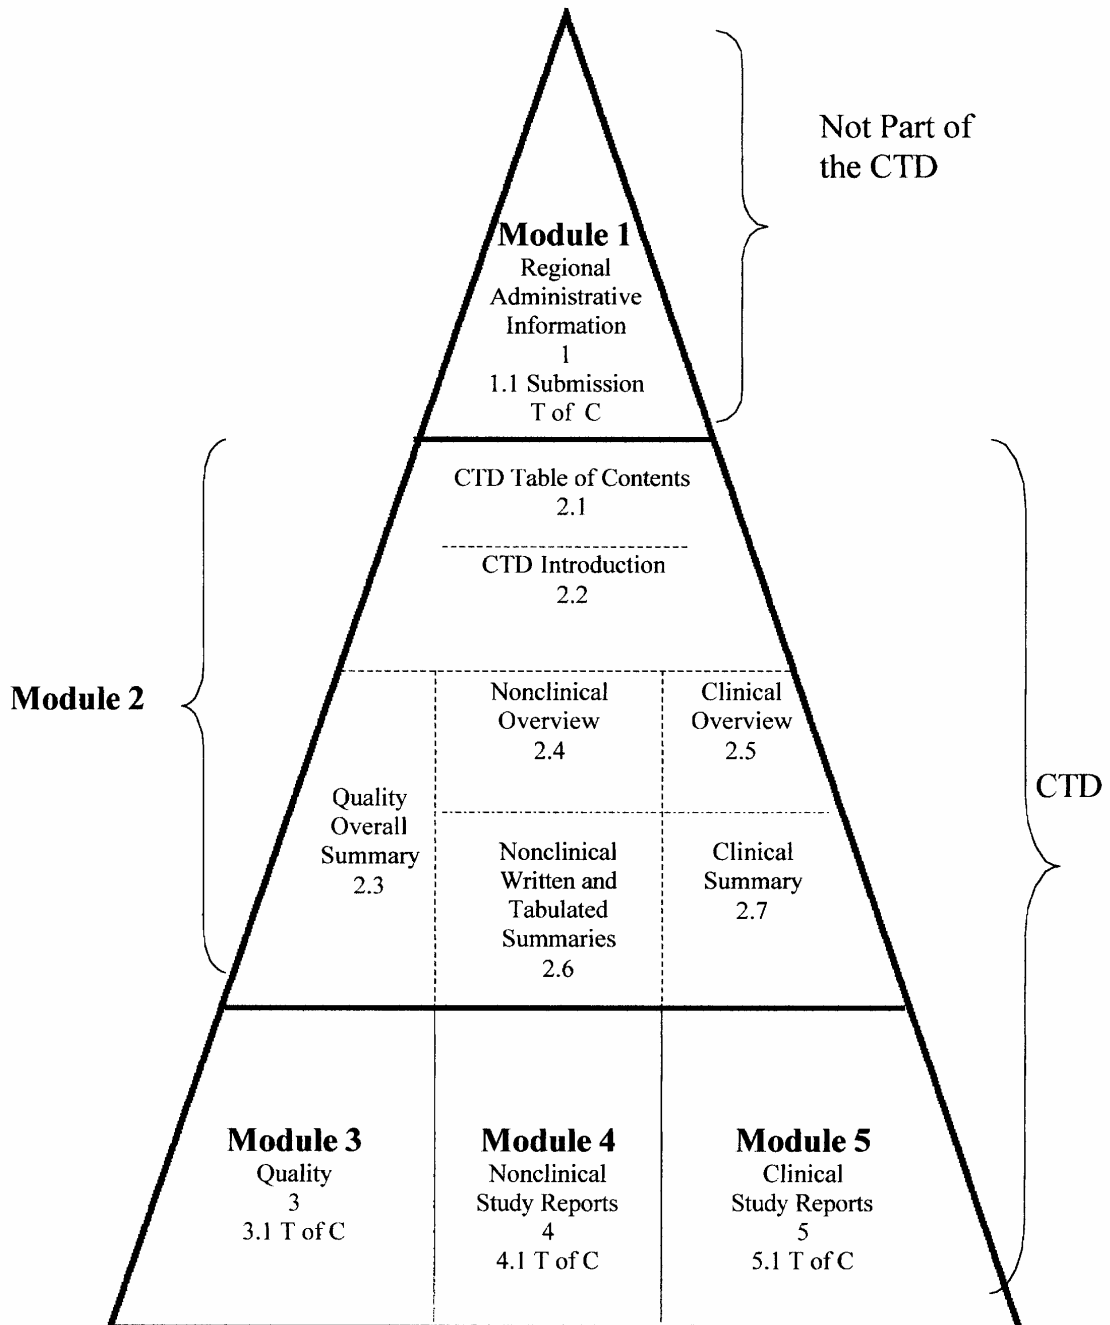 Not Part of
the CTD
Module 1
Regional
Administrative
Information
1
1.1 Submission
T of C
CTD Table of Contents
2.1
CTD Introduction
2.2
Module 2
Nonclinical
Overview
2.4
Clinical
Overview
2.5
CTD
Quality
Overall
Summary
2.3
Nonclinical
Written and
Tabulated
Summaries
2.6
Clinical
Summary
2.7
Module 3
Quality
3
3.1 T of C
Module 4
Nonclinical
Study Reports
4
4.1 T of C
Module 5
Clinical
Study Reports
5
5.1 T of C